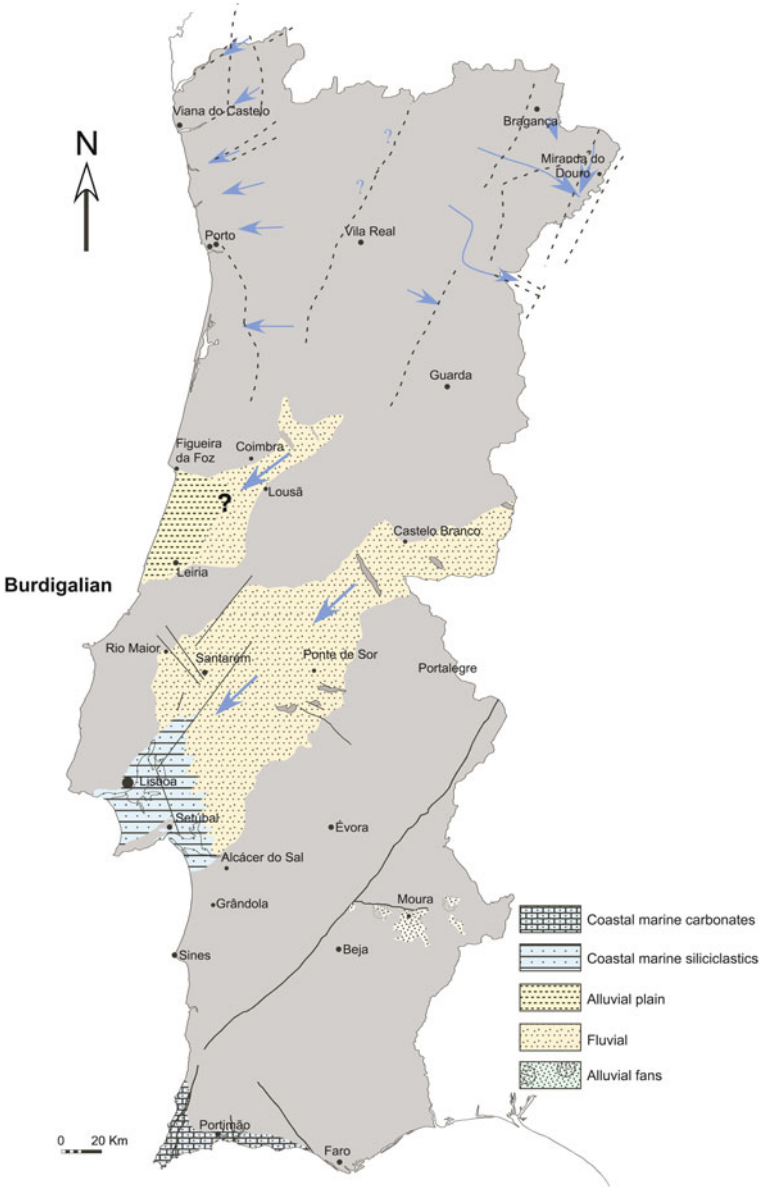 Viana do Castelo
Bragança
N
?
Miranda do
Douro
?
Porto
Vila Real
Guarda
Figueira
da Foz
Coimbra
?
Lousã
Castelo Branco
Leiria
Burdigalian
Rio Maior
Santarém
Ponte de Sor
Portalegre
Lisboa
Setúbal
Évora
Alcácer do Sal
Moura
Grândola
Coastal marine carbonates
Beja
Sines
Coastal marine siliciclastics
Alluvial plain
Fluvial
Alluvial fans
Portimão
0 20 Km
Faro